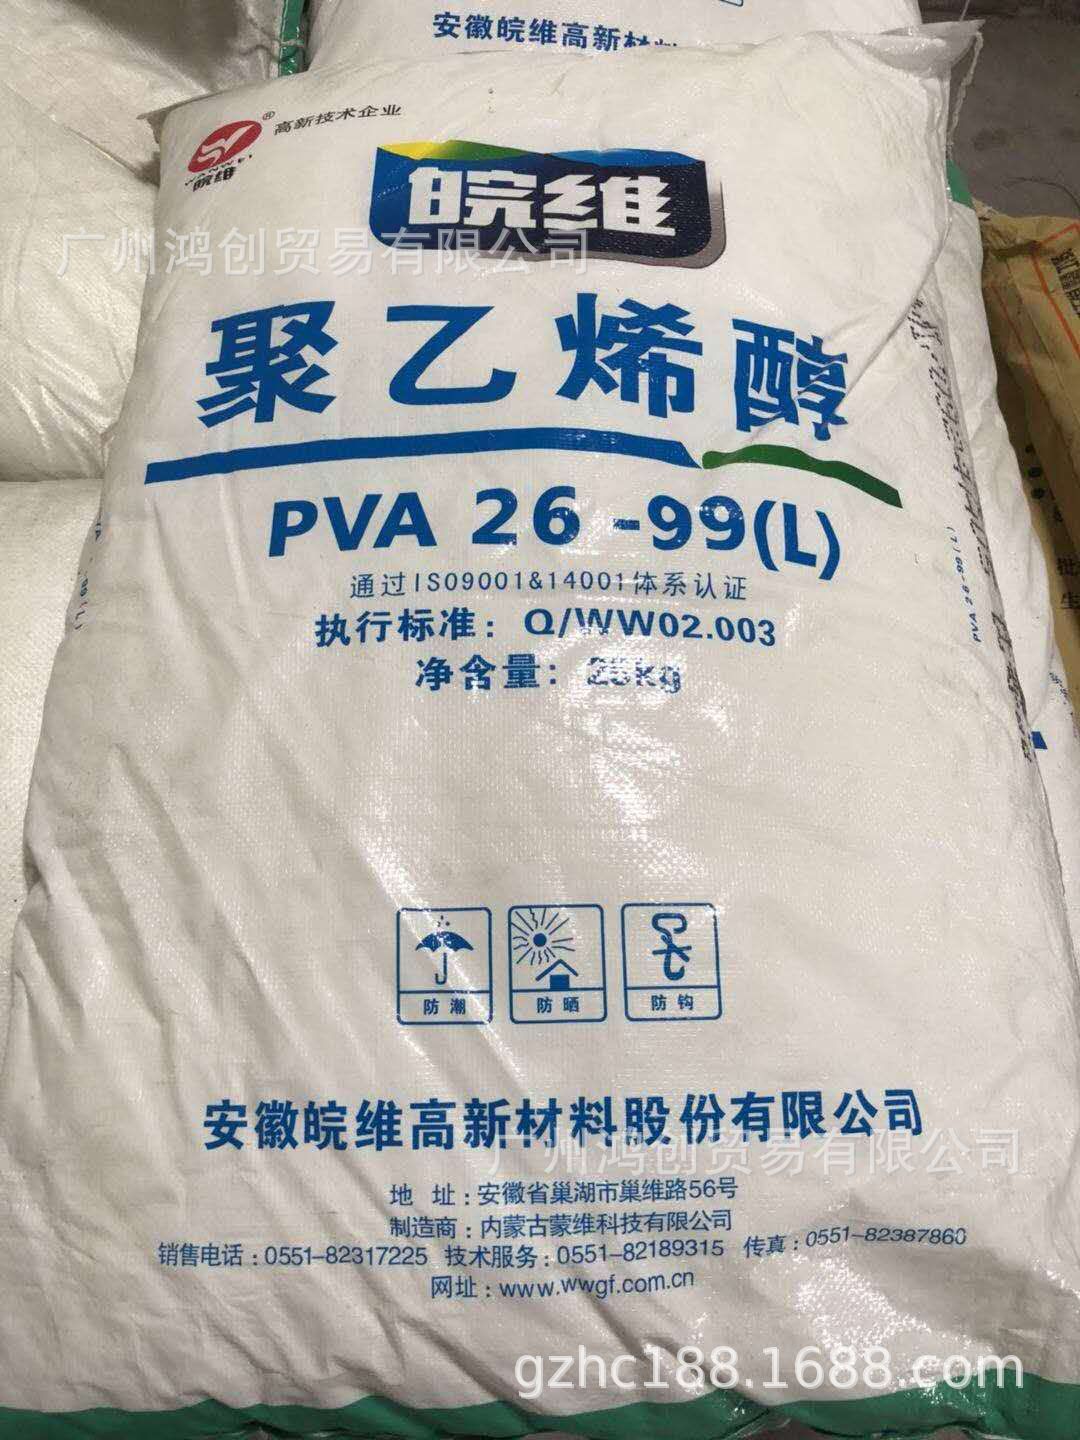 安徽皖维高新材料
WANWEI
皖维
®
高新技术企业
皖维
广州鸿创贸易有限公司
聚乙烯醇
PVA 26-99(L)
通过ISO9001&14001体系认证
执行标准：Q/WW02.003
净含量：25kg
PVA 26-99(L)
99(L)
防潮
防晒
防钩
安徽皖维高新材料股份有限公司
广州鸿创贸易有限公司
地 址：安徽省巢湖市巢维路56号
制造商：内蒙古蒙维科技有限公司
销售电话：0551-82317225 技术服务：0551-82189315 传真：0551-82387860
网址：www.wwgf.com.cn
gzhc188.1688.com